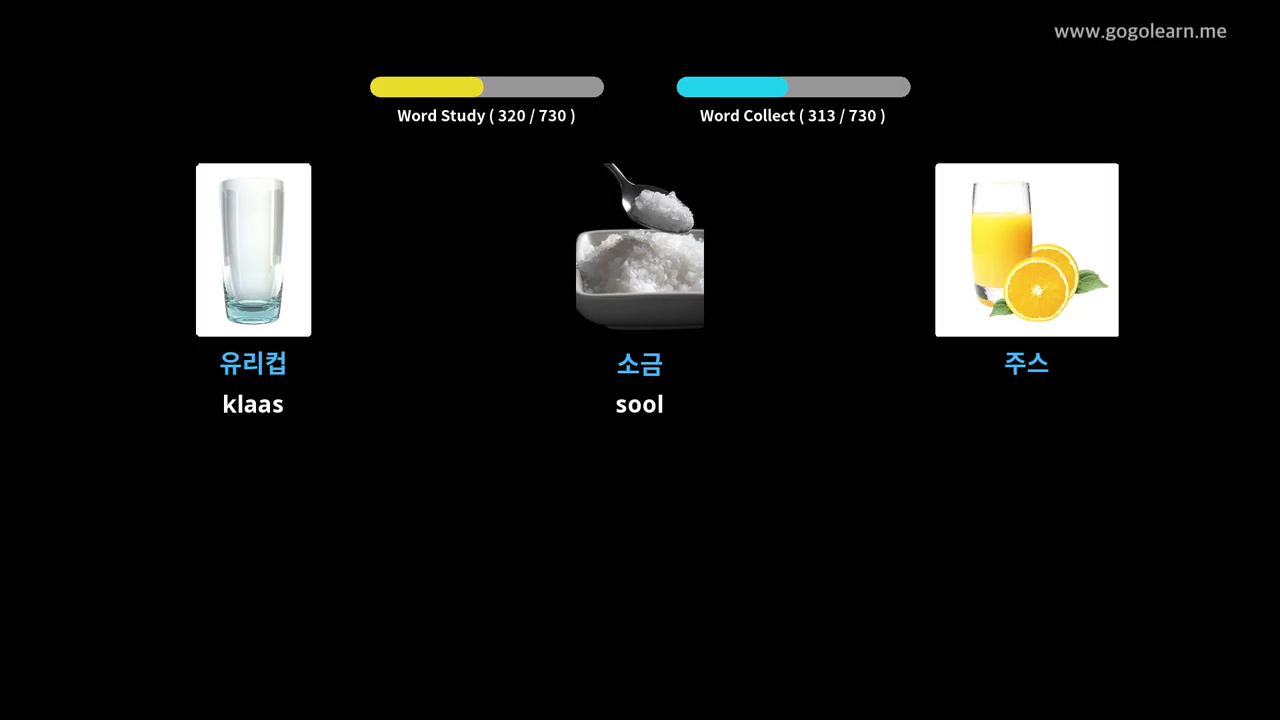 www.gogolearn.me
Word Study ( 320 / 730 )
Word Collect ( 313 / 730 )
유리컵
소금
주스
klaas
sool